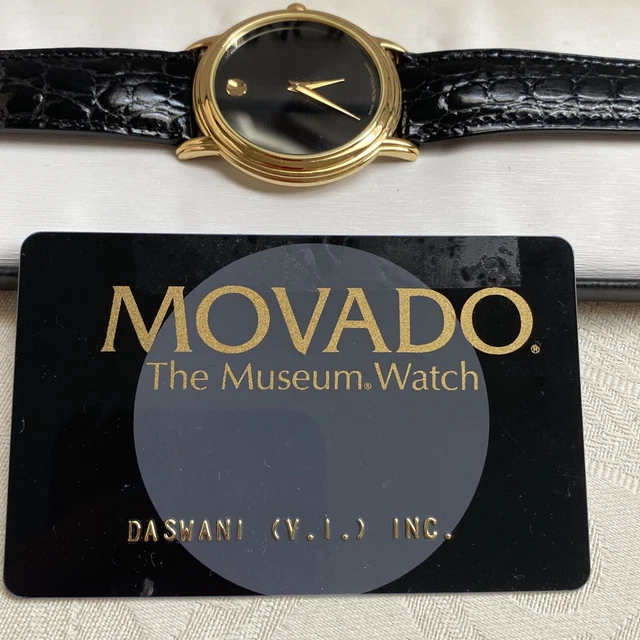 MOVADO®
The Museum® Watch
DASWANI (V.I.) INC.